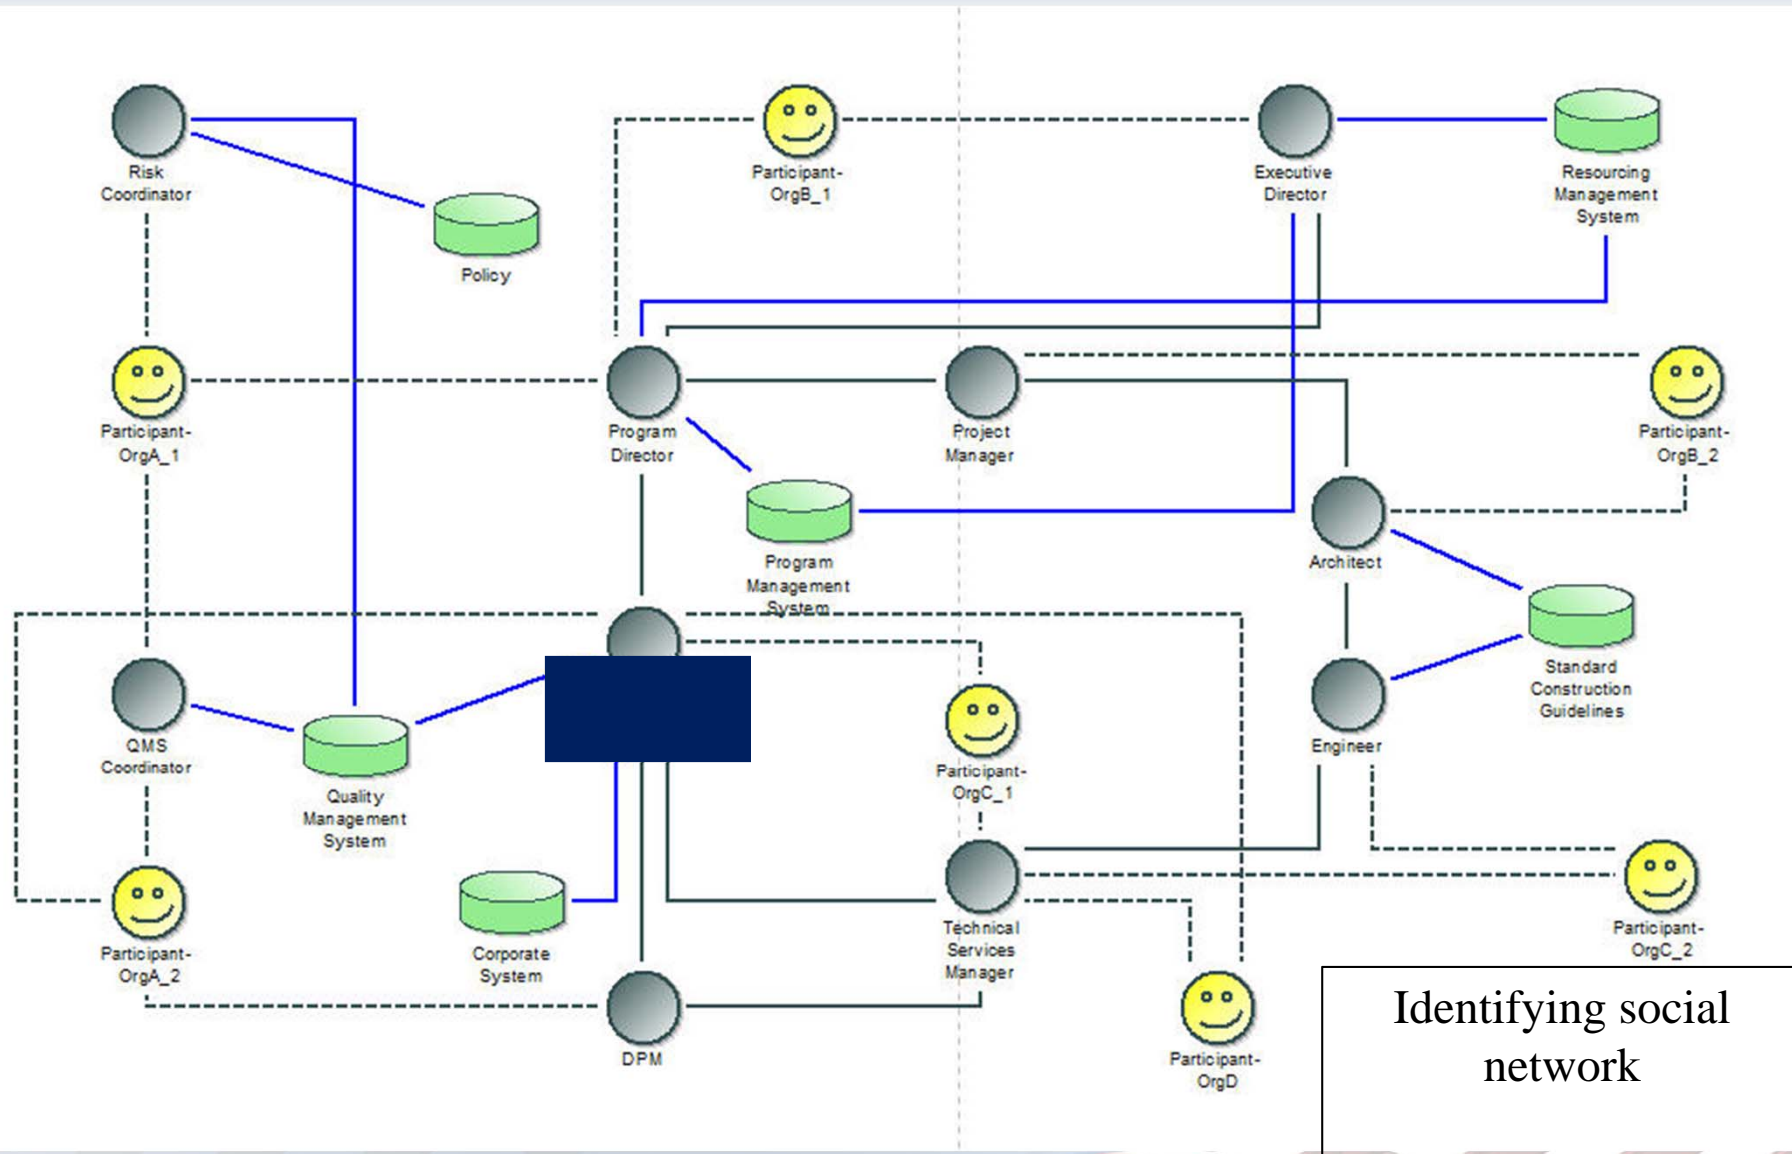 Risk
Coordinator
Policy
Participant-
OrgB_1
Executive
Director
Resourcing
Management
System
Participant-
OrgA_1
Program
Director
Project
Manager
Participant-
OrgB_2
Program
Management
System
Architect
Standard
Construction
Guidelines
QMS
Coordinator
Quality
Management
System
Participant-
OrgC_1
Engineer
Participant-
OrgA_2
Corporate
System
Technical
Services
Manager
Participant-
OrgC_2
DPM
Participant-
OrgD
Identifying social
network